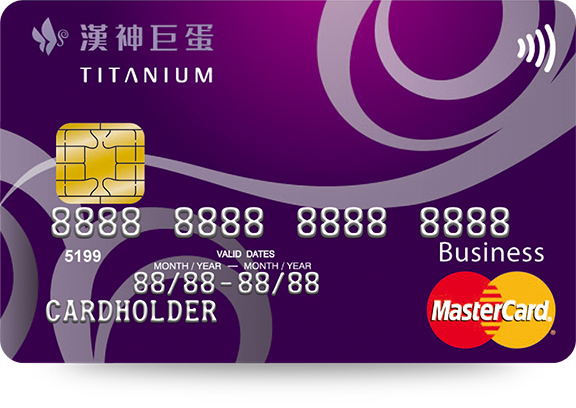 漢神巨蛋
TITANIUM
8888 8888 8888 8888
5199
VALID DATES
Business
MONTH / YEAR — MONTH / YEAR
88/88-88/88
CARDHOLDER
MasterCard